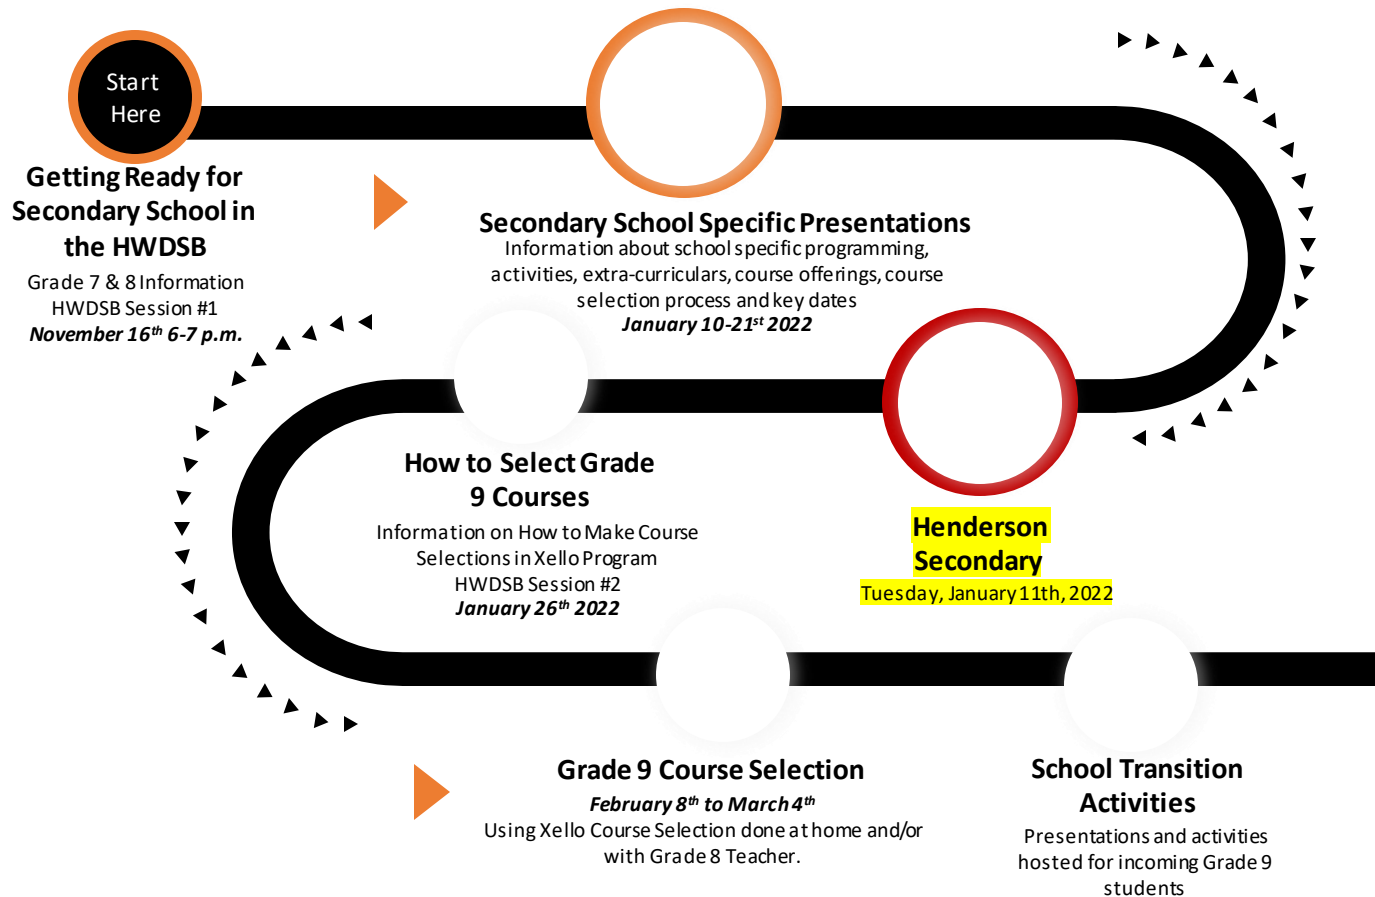 Start
Here
Getting Ready for
Secondary School in
the HWDSB
Grade 7 & 8 Information
HWDSB Session #1
November 16th 6-7 p.m.
Secondary School Specific Presentations
Information about school specific programming,
activities, extra-curriculars, course offerings, course
selection process and key dates
January 10-21st 2022
Henderson
Secondary
Tuesday, January 11th, 2022
How to Select Grade
9 Courses
Information on How to Make Course
Selections in Xello Program
HWDSB Session #2
January 26th 2022
Grade 9 Course Selection
February 8th to March 4th
Using Xello Course Selection done at home and/or
with Grade 8 Teacher.
School Transition
Activities
Presentations and activities
hosted for incoming Grade 9
students